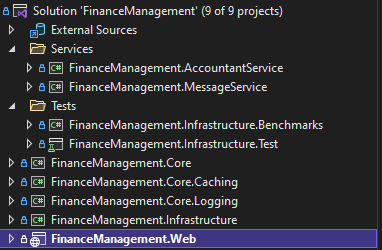 Solution 'FinanceManagement' (9 of 9 projects)
External Sources
Services
C# FinanceManagement.AccountantService
C# FinanceManagement.MessageService
Tests
C# FinanceManagement.Infrastructure.Benchmarks
FinanceManagement.Infrastructure.Test
C# FinanceManagement.Core
C# FinanceManagement.Core.Caching
C# FinanceManagement.Core.Logging
C# FinanceManagement.Infrastructure
FinanceManagement.Web